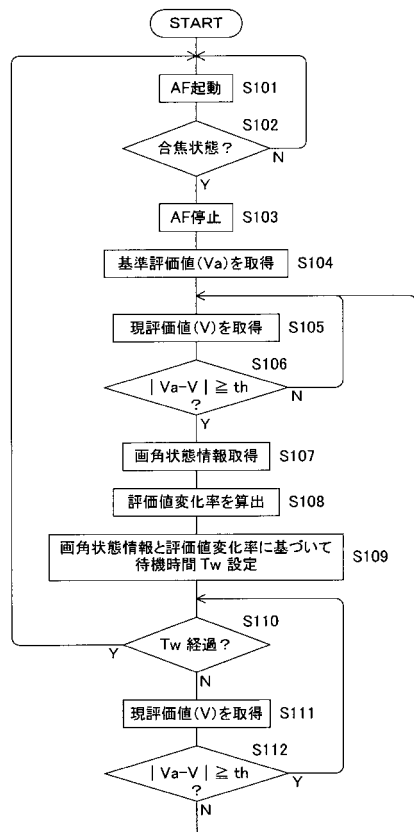 START
AF起動 S101
S102
合焦状態？
N
Y
AF停止 S103
基準評価値(Va)を取得 S104
現評価値(V)を取得 S105
S106
｜Va-V｜≧ th
？
N
Y
画角状態情報取得 S107
評価値変化率を算出 S108
画角状態情報と評価値変化率に基づいて
待機時間 Tw 設定
S109
S110
Tw 経過？
Y
N
現評価値(V)を取得 S111
S112
｜Va-V｜≧ th
？
Y
N